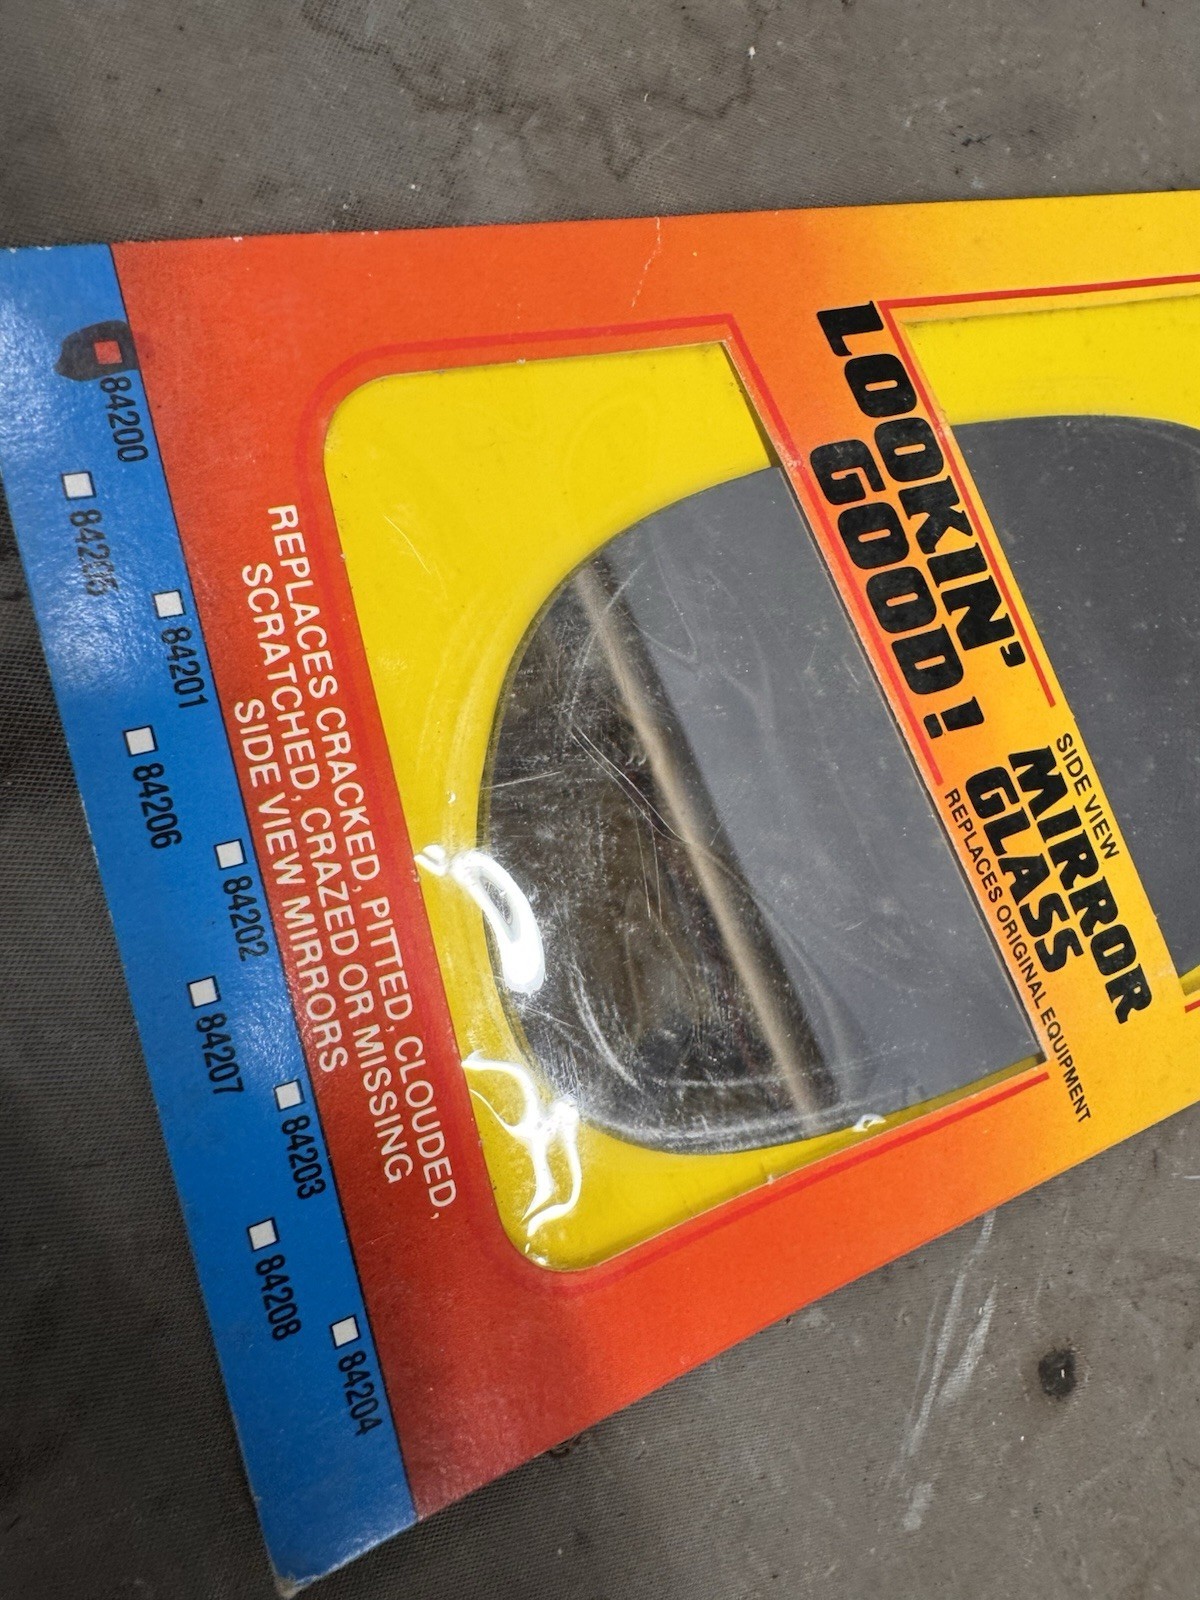 LOOKIN'
GOOD!
SIDE VIEW
MIRROR
GLASS
REPLACES ORIGINAL EQUIPMENT
REPLACES CRACKED, PITTED, CLOUDED,
SCRATCHED, CRAZED OR MISSING
SIDE VIEW MIRRORS
84200 84201 84202 84203 84204
84205 84206 84207 84208